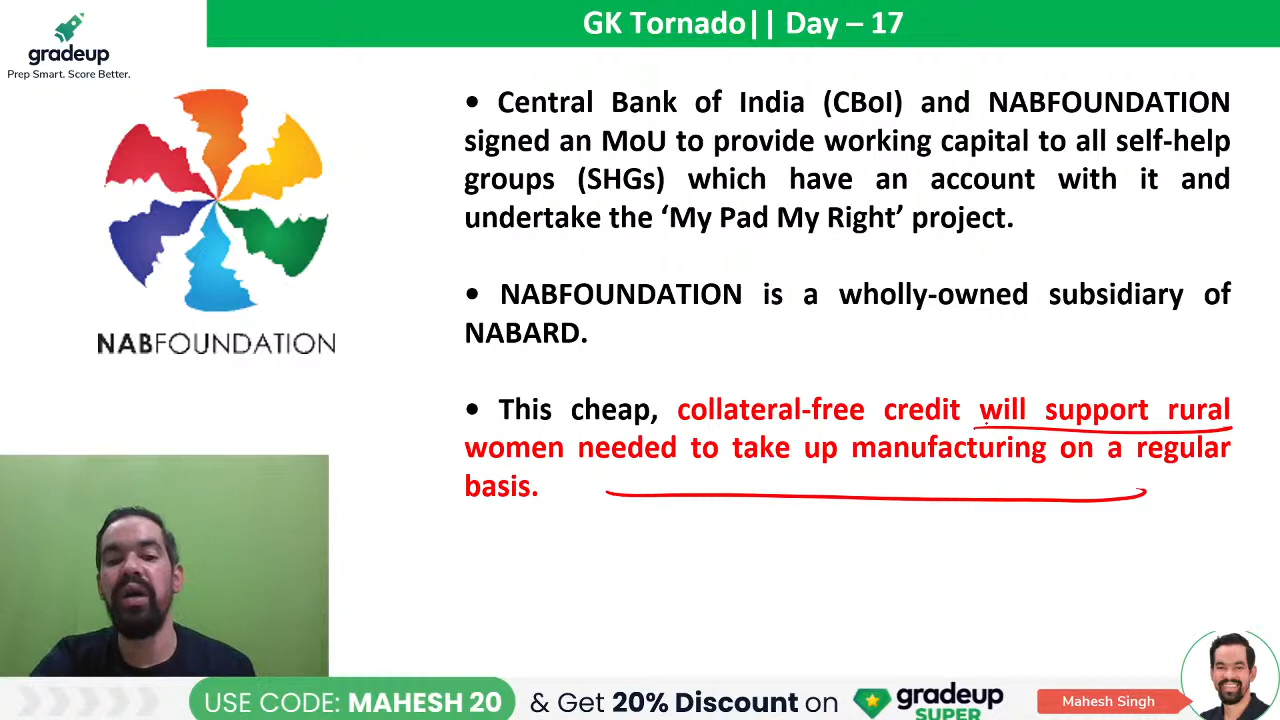 gradeup
Prep Smart. Score Better.
GK Tornado|| Day – 17
NABFOUNDATION
• Central Bank of India (CBoI) and NABFOUNDATION
signed an MoU to provide working capital to all self-help
groups (SHGs) which have an account with it and
undertake the ‘My Pad My Right’ project.
• NABFOUNDATION is a wholly-owned subsidiary of
NABARD.
• This cheap, collateral-free credit will support rural
women needed to take up manufacturing on a regular
basis.
USE CODE: MAHESH 20 & Get 20% Discount on
gradeup
SUPER
Mahesh Singh